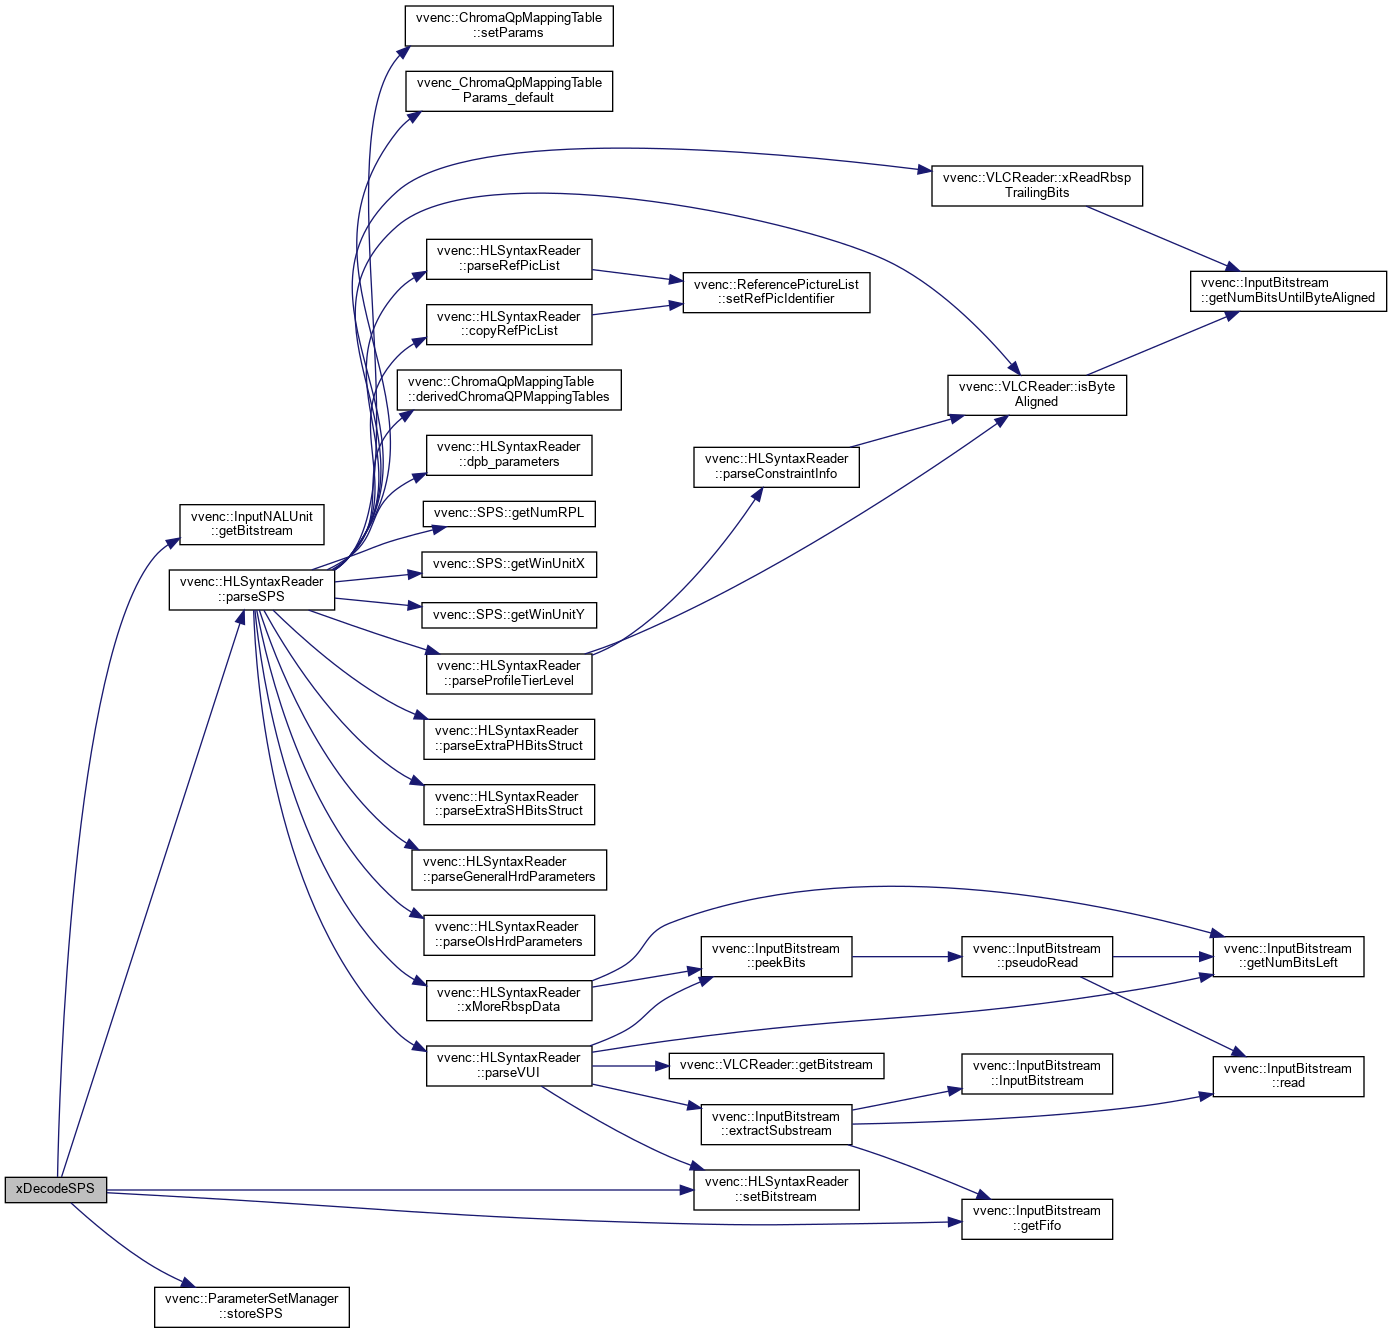 vvenc::ChromaQpMappingTable
::setParams
vvenc_ChromaQpMappingTable
Params_default
vvenc::VLCReader::xReadRbsp
TrailingBits
vvenc::HLSyntaxReader
::parseRefPicList
vvenc::ReferencePictureList
::setRefPicIdentifier
vvenc::InputBitstream
::getNumBitsUntilByteAligned
vvenc::HLSyntaxReader
::copyRefPicList
vvenc::ChromaQpMappingTable
::derivedChromaQPMappingTables
vvenc::VLCReader::isByte
Aligned
vvenc::HLSyntaxReader
::dpb_parameters
vvenc::HLSyntaxReader
::parseConstraintInfo
vvenc::SPS::getNumRPL
vvenc::InputNALUnit
::getBitstream
vvenc::SPS::getWinUnitX
vvenc::HLSyntaxReader
::parseSPS
vvenc::SPS::getWinUnitY
vvenc::HLSyntaxReader
::parseProfileTierLevel
vvenc::HLSyntaxReader
::parseExtraPHBitsStruct
vvenc::HLSyntaxReader
::parseExtraSHBitsStruct
vvenc::HLSyntaxReader
::parseGeneralHrdParameters
vvenc::HLSyntaxReader
::parseOlsHrdParameters
vvenc::InputBitstream
::peekBits
vvenc::InputBitstream
::pseudoRead
vvenc::InputBitstream
::getNumBitsLeft
vvenc::HLSyntaxReader
::xMoreRbspData
vvenc::HLSyntaxReader
::parseVUI
vvenc::VLCReader::getBitstream
vvenc::InputBitstream
::InputBitstream
vvenc::InputBitstream
::read
vvenc::InputBitstream
::extractSubstream
xDecodeSPS
vvenc::HLSyntaxReader
::setBitstream
vvenc::InputBitstream
::getFifo
vvenc::ParameterSetManager
::storeSPS